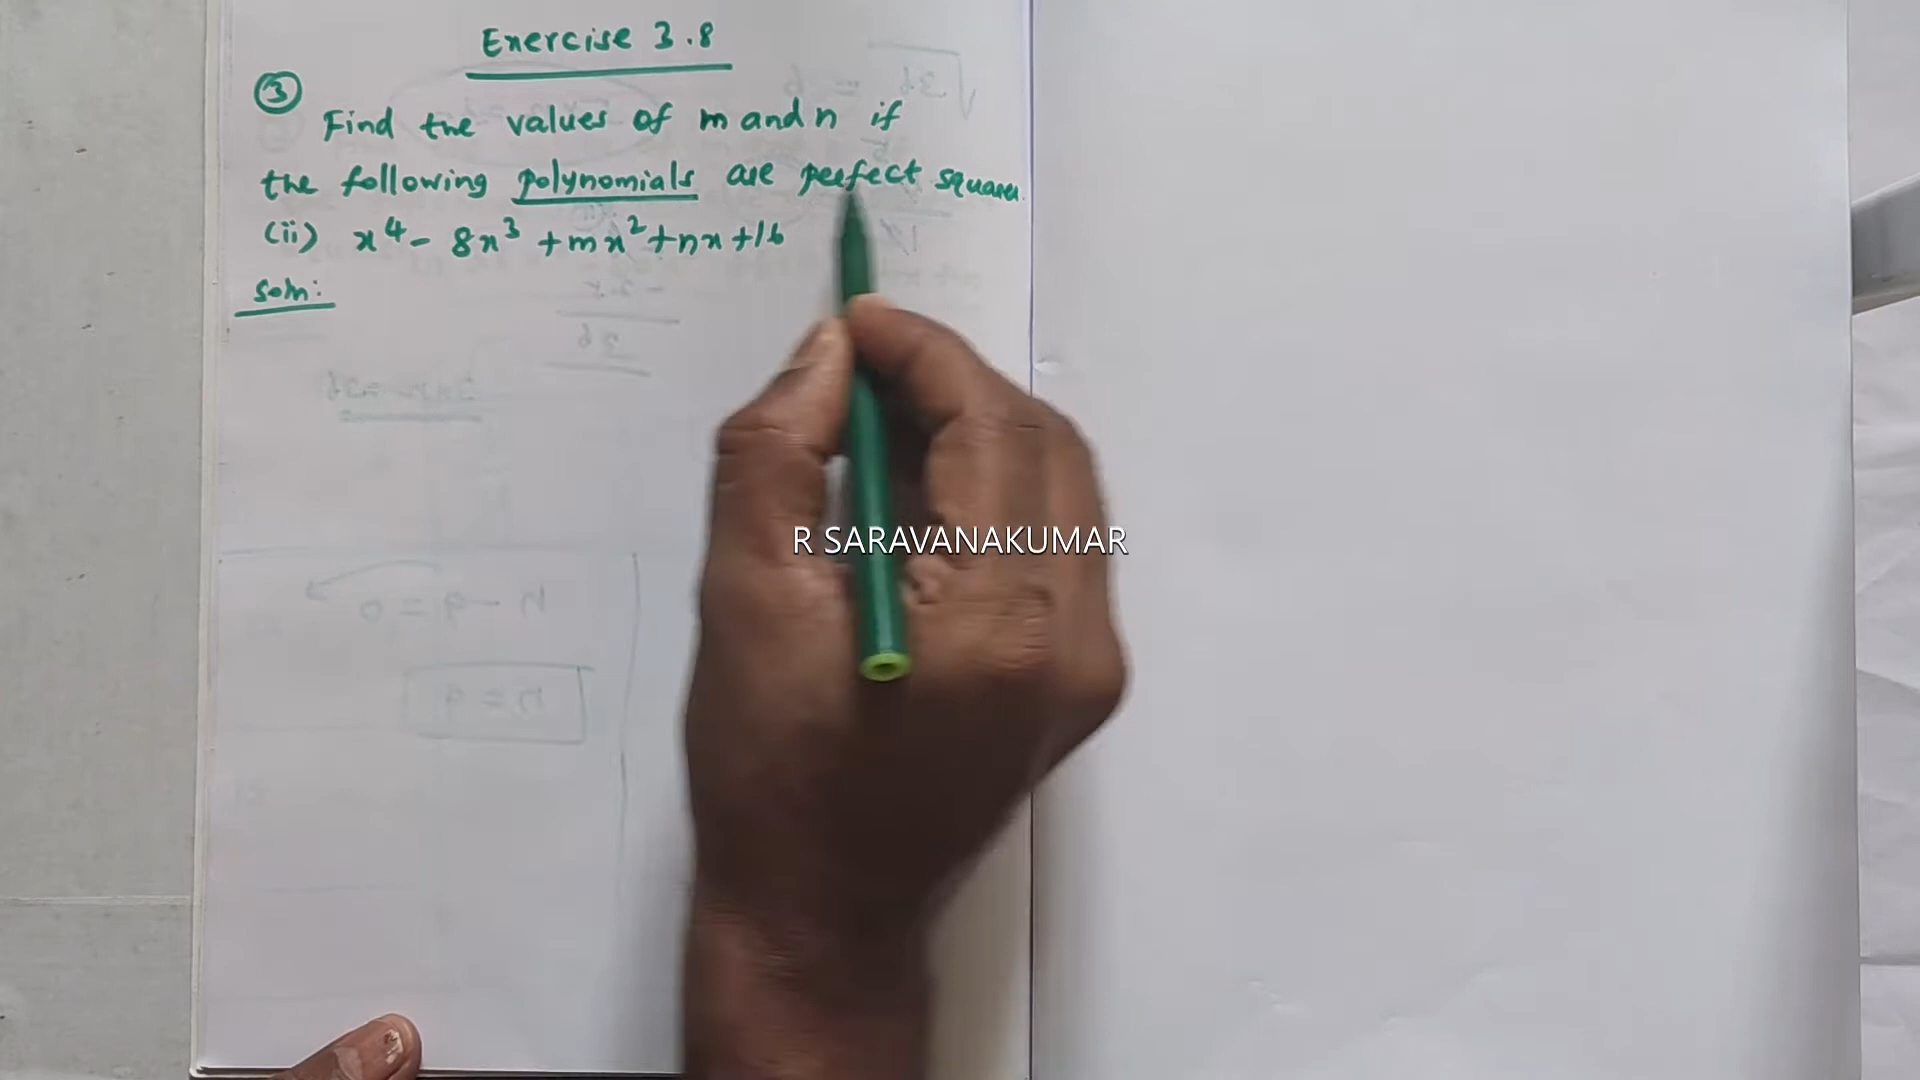 Exercise 3.8
③
Find the values of m and n if
the following polynomials are perfect squares.
(ii) x⁴ - 8x³ + mx² + nx + 16
Soln:
R SARAVANAKUMAR